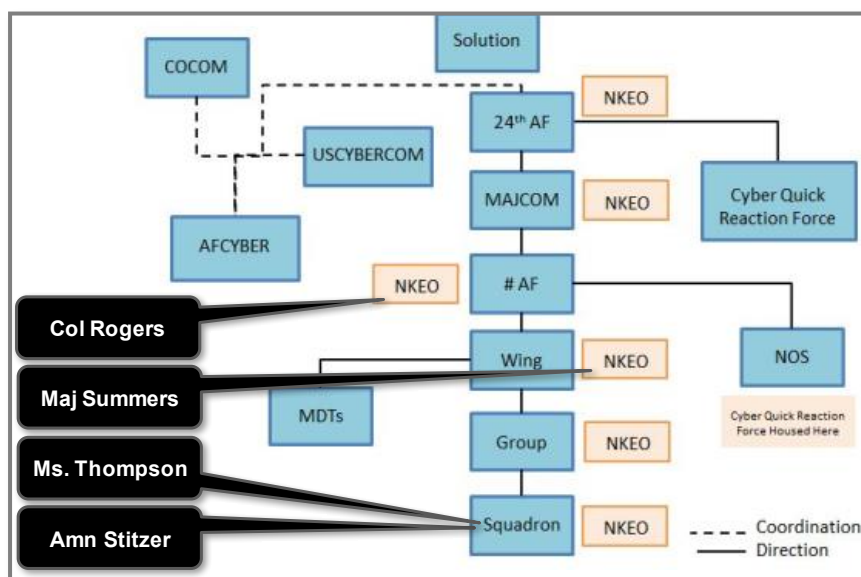 Solution
COCOM
NKEO
24th AF
USCYBERCOM
Cyber Quick
Reaction Force
MAJCOM
NKEO
AFCYBER
NKEO
# AF
Col Rogers
Wing
NKEO
NOS
Maj Summers
MDTs
Cyber Quick Reaction
Force Housed Here
Group
NKEO
Ms. Thompson
Squadron
NKEO
Coordination
Amn Stitzer
Direction